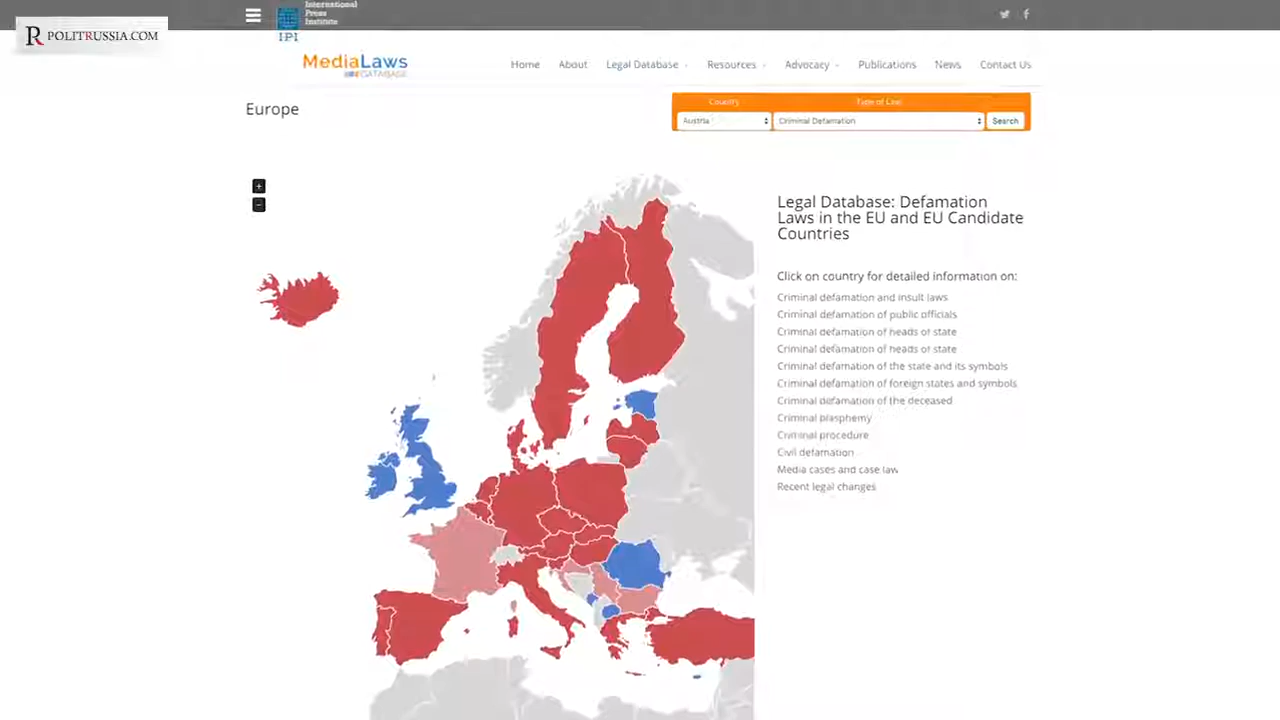 POLITRUSSIA.COM
International
Press
Institute
IPI
MediaLaws
DATABASE
Home About Legal Database Resources Advocacy Publications News Contact Us
Europe
Country Type of Law
Austria Criminal Defamation Search
Legal Database: Defamation
Laws in the EU and EU Candidate
Countries
Click on country for detailed information on:
Criminal defamation and insult laws
Criminal defamation of public officials
Criminal defamation of heads of state
Criminal defamation of heads of state
Criminal defamation of the state and its symbols
Criminal defamation of foreign states and symbols
Criminal defamation of the deceased
Criminal blasphemy
Criminal procedure
Civil defamation
Media cases and case law
Recent legal changes